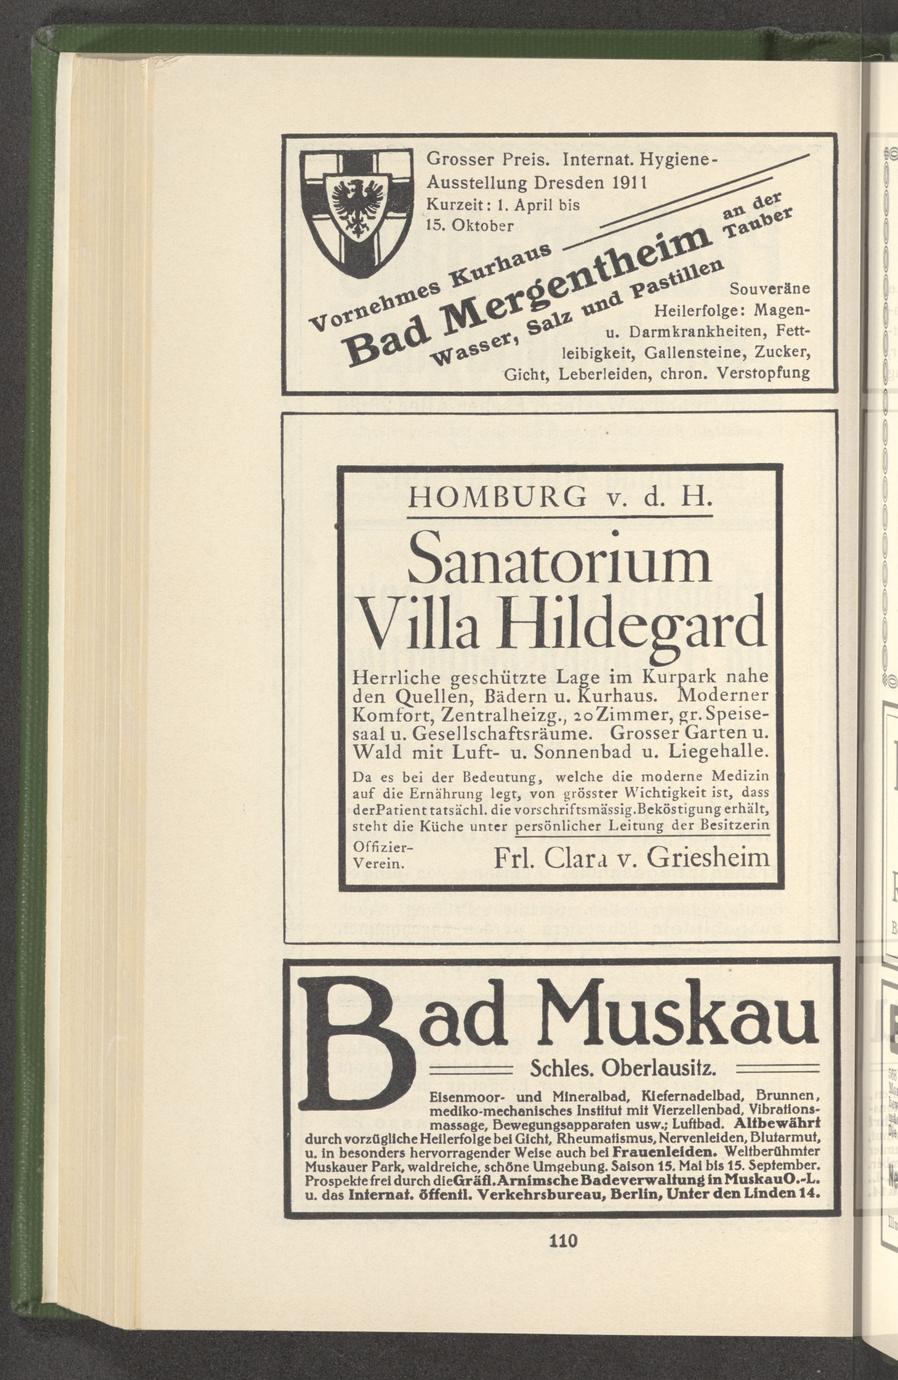 Grosser Preis. Internat. Hygiene-
Ausstellung Dresden 1911
Kurzeit: 1. April bis
15. Oktober
Vornehmes Kurhaus
Bad Mergentheim an der Tauber
Wasser, Salz und Pastillen
Souveräne
Heilerfolge: Magen-
u. Darmkrankheiten, Fett-
leibigkeit, Gallensteine, Zucker,
Gicht, Leberleiden, chron. Verstopfung
HOMBURG v. d. H.
Sanatorium
Villa Hildegard
Herrliche geschützte Lage im Kurpark nahe
den Quellen, Bädern u. Kurhaus. Moderner
Komfort, Zentralheizg., 20 Zimmer, gr. Speise-
saal u. Gesellschaftsräume. Grosser Garten u.
Wald mit Luft- u. Sonnenbad u. Liegehalle.
Da es bei der Bedeutung, welche die moderne Medizin
auf die Ernährung legt, von grösster Wichtigkeit ist, dass
der Patient tatsächl. die vorschriftsmässig. Beköstigung erhält,
steht die Küche unter persönlicher Leitung der Besitzerin
Offizier-
Verein.
Frl. Clara v. Griesheim
Bad Muskau
Schles. Oberlausitz.
Eisenmoor- und Mineralbad, Kiefernadelbad, Brunnen,
mediko-mechanisches Institut mit Vierzellenbad, Vibrations-
massage, Bewegungsapparaten usw.; Luftbad. Altbewährt
durch vorzügliche Heilerfolge bei Gicht, Rheumatismus, Nervenleiden, Blutarmut,
u. in besonders hervorragender Weise auch bei Frauenleiden. Weltberühmter
Muskauer Park, waldreiche, schöne Umgebung. Saison 15. Mai bis 15. September.
Prospekte frei durch die Gräfl. Arnimsche Badeverwaltung in Muskau O.-L.
u. das Internat. öffentl. Verkehrsbureau, Berlin, Unter den Linden 14.
110